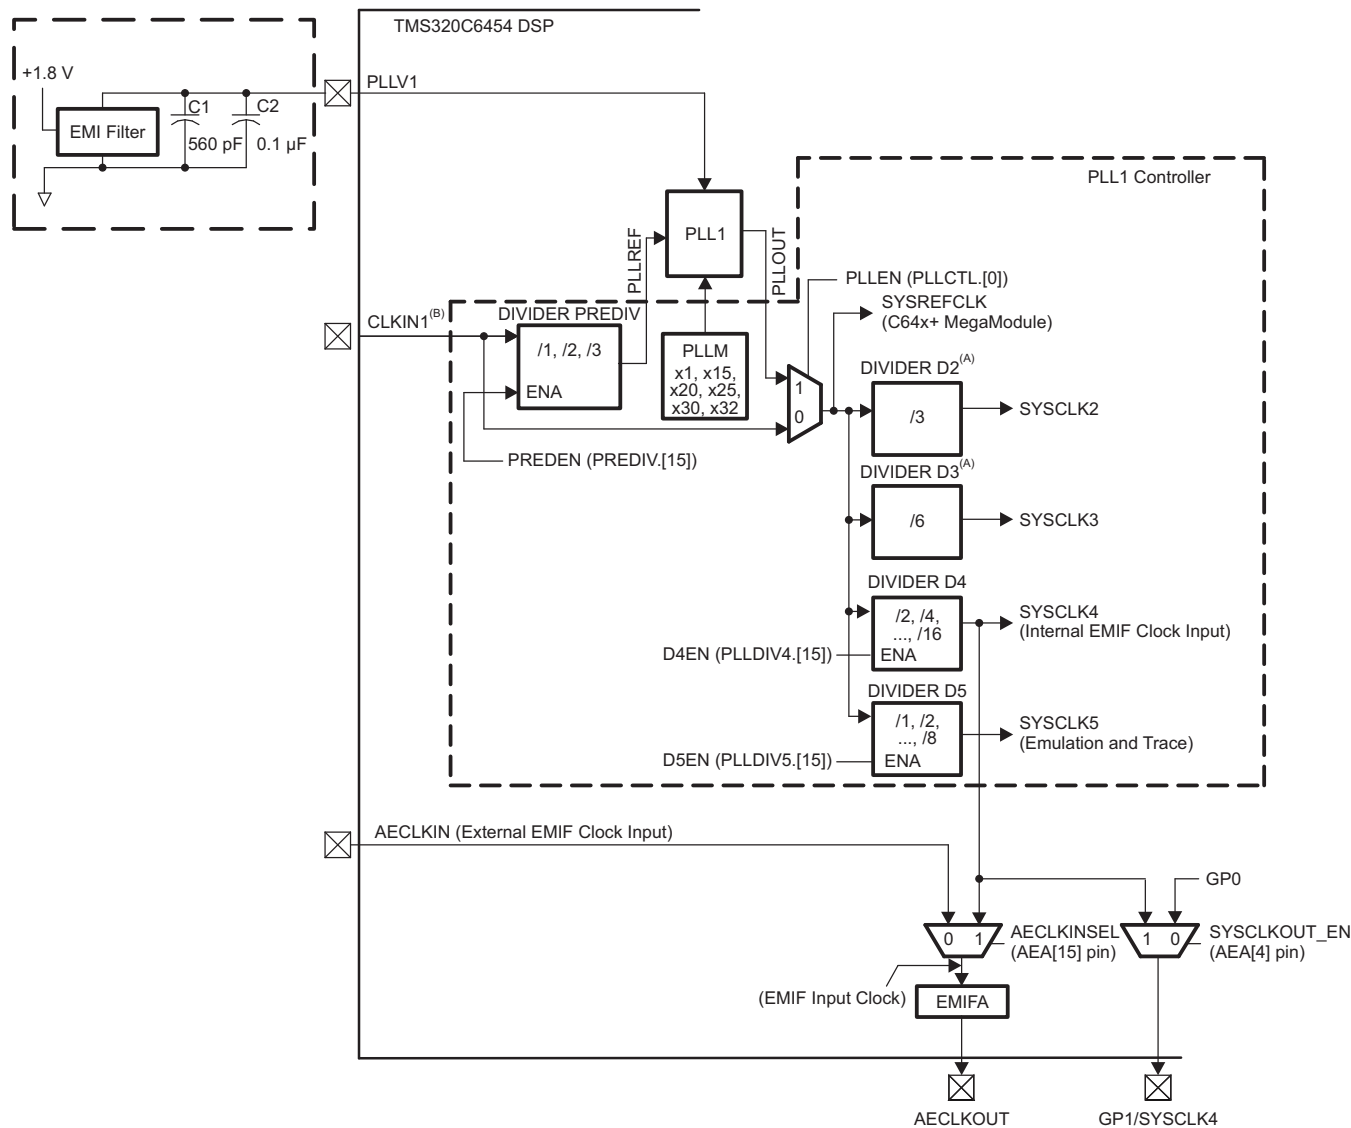 TMS320C6454 DSP
+1.8 V
EMI Filter
C1
560 pF
C2
0.1 µF
PLLV1
PLL1 Controller
PLL1
PLLREF
PLLOUT
PLLEN (PLLCTL.[0])
SYSREFCLK
(C64x+ MegaModule)
CLKIN1(B)
DIVIDER PREDIV
/1, /2, /3
ENA
PLLM
x1, x15,
x20, x25,
x30, x32
1
0
PREDEN (PREDIV.[15])
DIVIDER D2(A)
/3
SYSCLK2
DIVIDER D3(A)
/6
SYSCLK3
DIVIDER D4
/2, /4,
..., /16
ENA
D4EN (PLLDIV4.[15])
SYSCLK4
(Internal EMIF Clock Input)
DIVIDER D5
/1, /2,
..., /8
ENA
D5EN (PLLDIV5.[15])
SYSCLK5
(Emulation and Trace)
AECLKIN (External EMIF Clock Input)
GP0
0 1
AECLKINSEL
(AEA[15] pin)
1 0
SYSCLKOUT_EN
(AEA[4] pin)
(EMIF Input Clock)
EMIFA
AECLKOUT
GP1/SYSCLK4